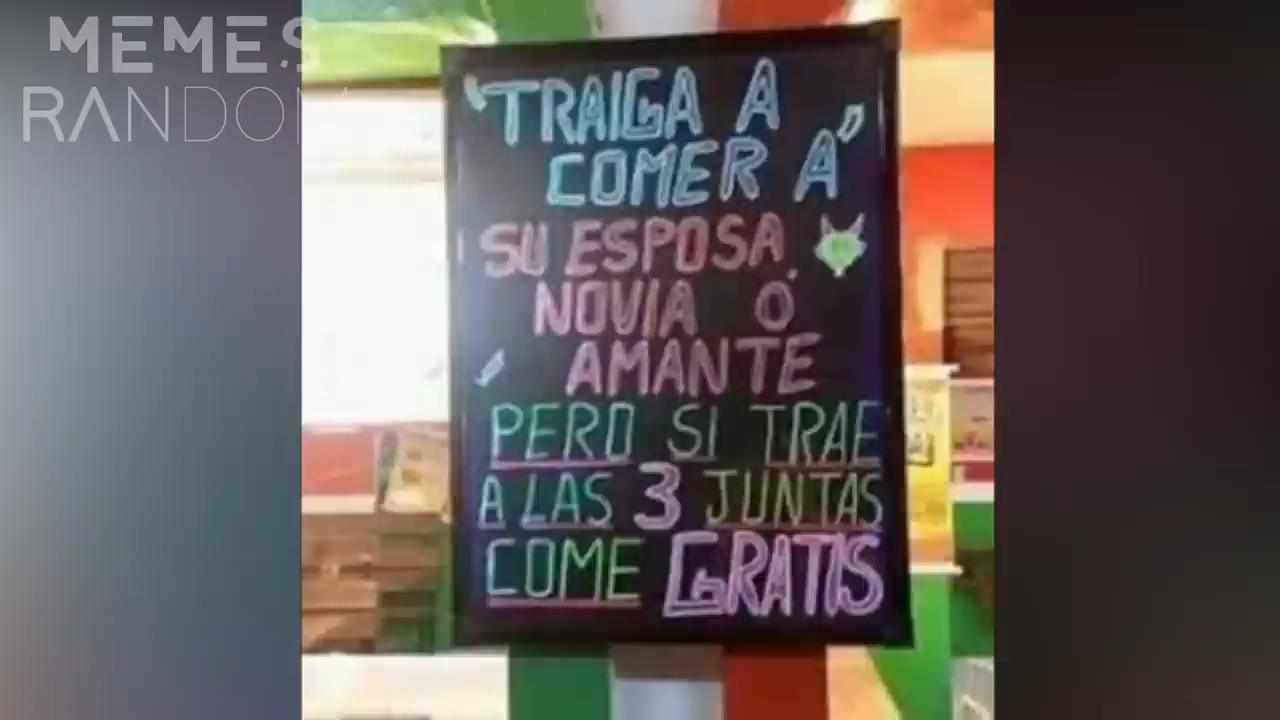 MEMES
RANDOM
"TRAIGA A
COMER A"
SU ESPOSA,
NOVIA O
AMANTE
PERO SI TRAE
A LAS 3 JUNTAS
COME GRATIS